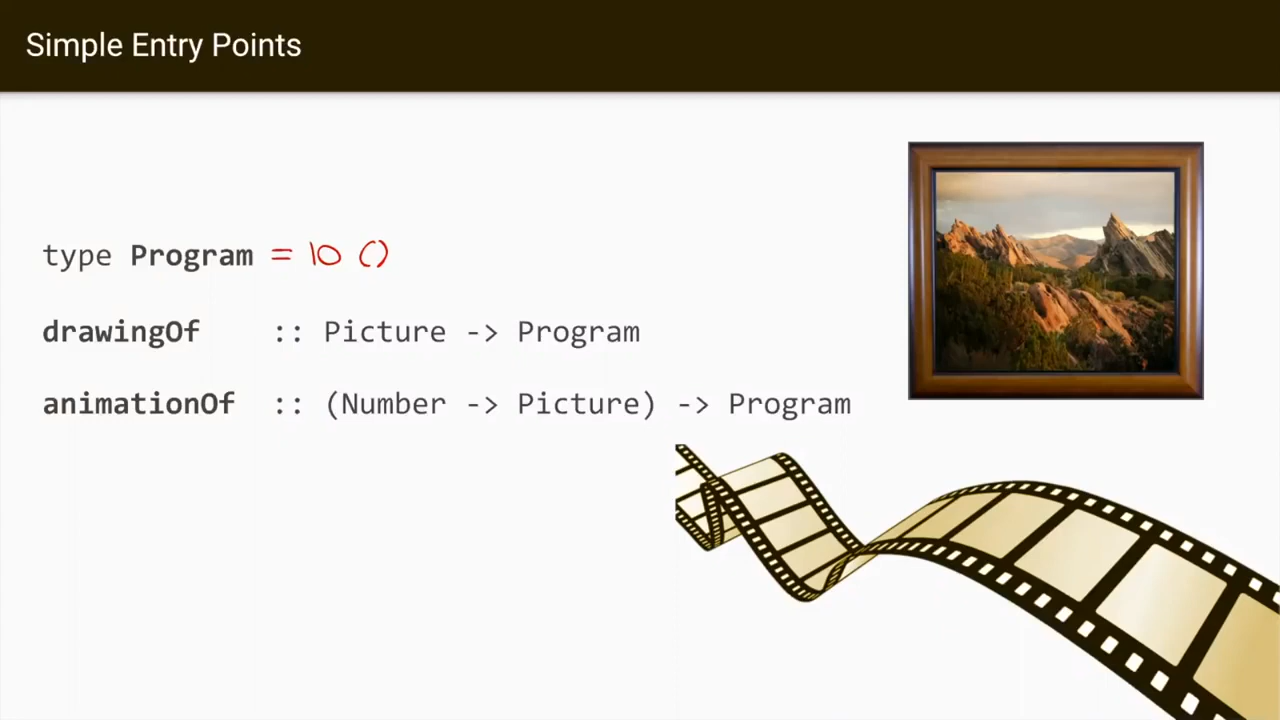 Simple Entry Points
type Program = IO ()
drawingOf :: Picture -> Program
animationOf :: (Number -> Picture) -> Program